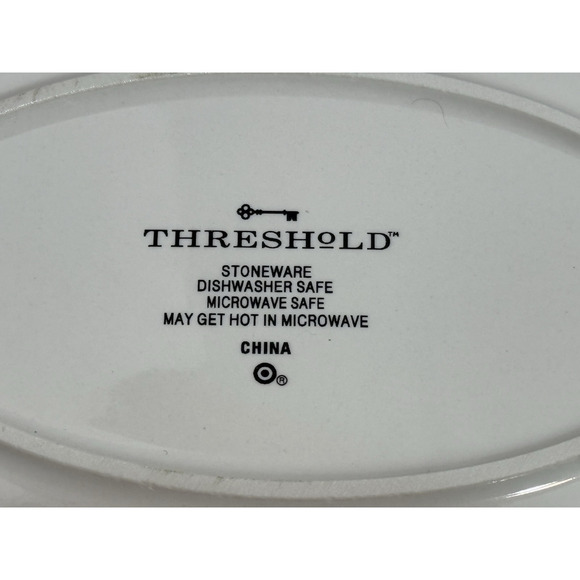 THRESHOLD™
STONEWARE
DISHWASHER SAFE
MICROWAVE SAFE
MAY GET HOT IN MICROWAVE
CHINA
®